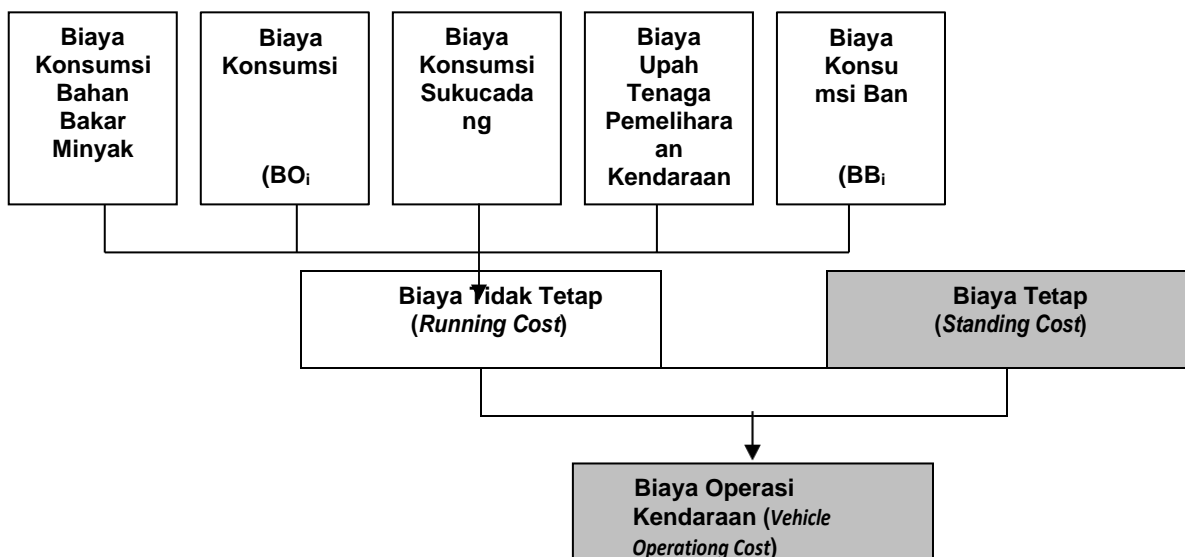 Biaya
Konsumsi
Bahan
Bakar
Minyak
Biaya
Konsumsi
(BOi
Biaya
Konsumsi
Sukucada
ng
Biaya
Upah
Tenaga
Pemelihara
an
Kendaraan
Biaya
Konsu
msi Ban
(BBi
Biaya Tidak Tetap
(Running Cost)
Biaya Tetap
(Standing Cost)
Biaya Operasi
Kendaraan (Vehicle
Operationg Cost)